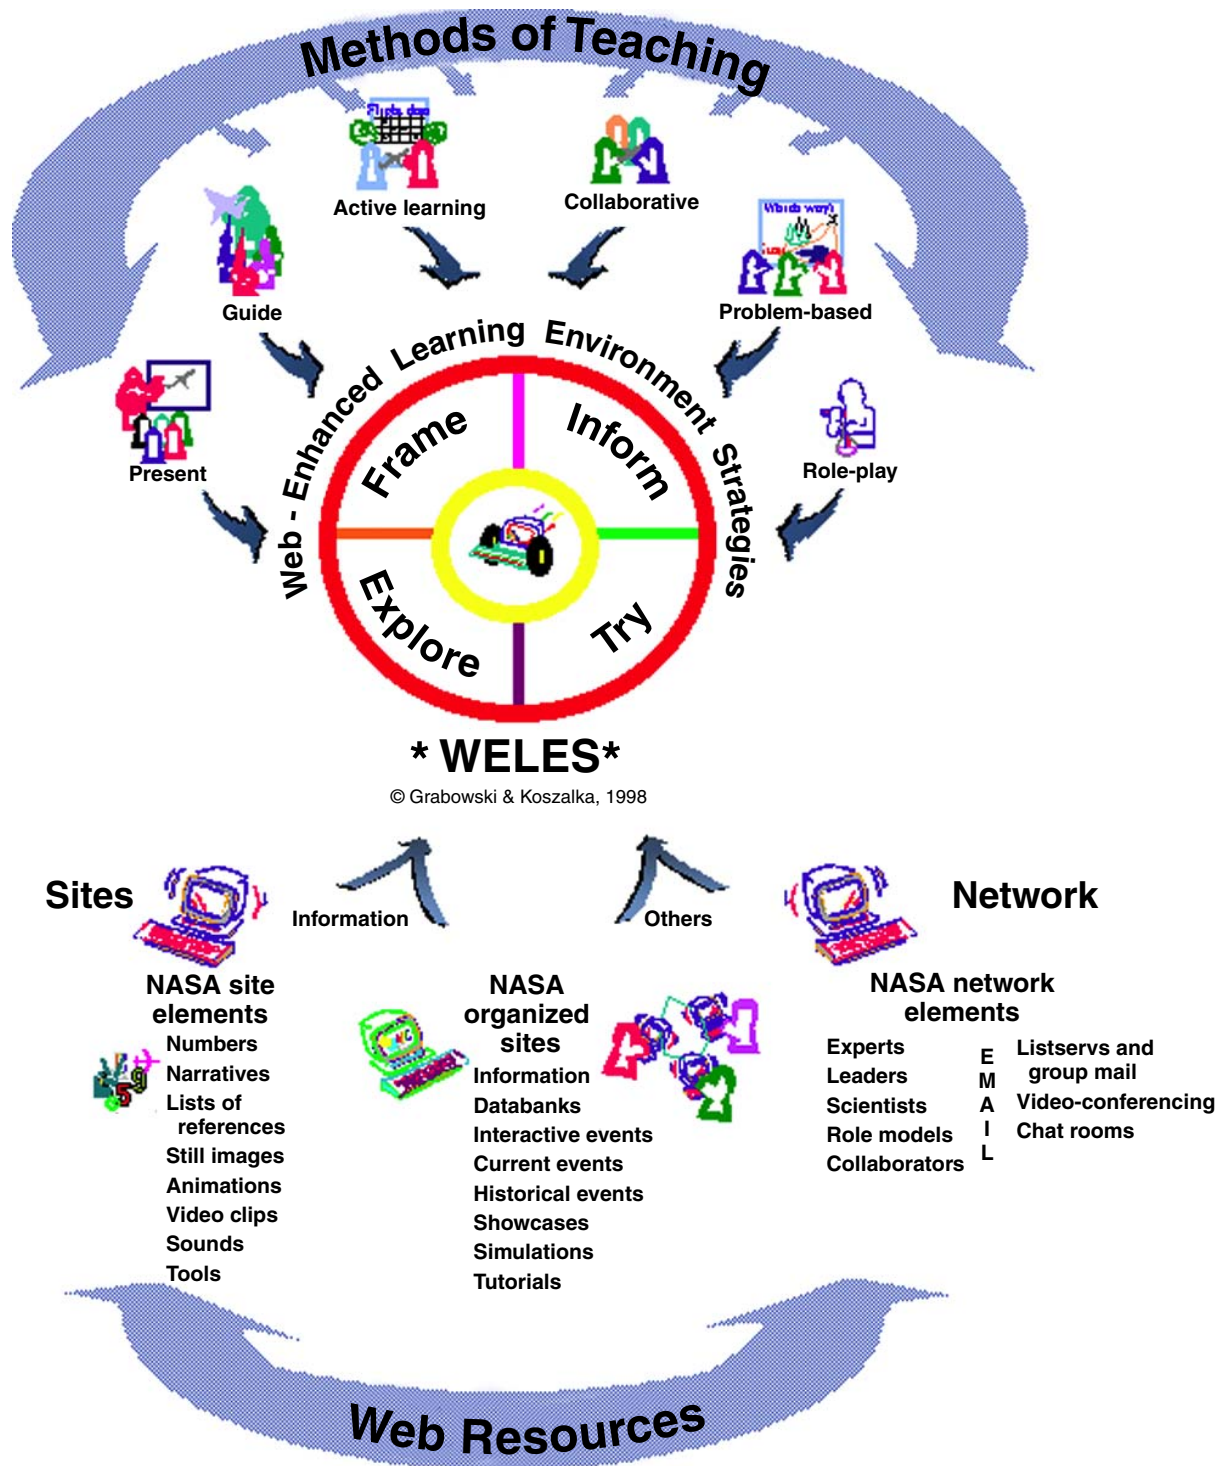 Methods of Teaching
Active learning
Collaborative
Guide
Problem-based
Present
Role-play
Web - Enhanced Learning Environment Strategies
Frame
Inform
Explore
Try
* WELES*
© Grabowski & Koszalka, 1998
Sites
Information
Others
Network
NASA site
elements
Numbers
Narratives
Lists of
references
Still images
Animations
Video clips
Sounds
Tools
NASA
organized
sites
Information
Databanks
Interactive events
Current events
Historical events
Showcases
Simulations
Tutorials
NASA network
elements
Experts
Leaders
Scientists
Role models
Collaborators
E
M
A
I
L
Listservs and
group mail
Video-conferencing
Chat rooms
Web Resources